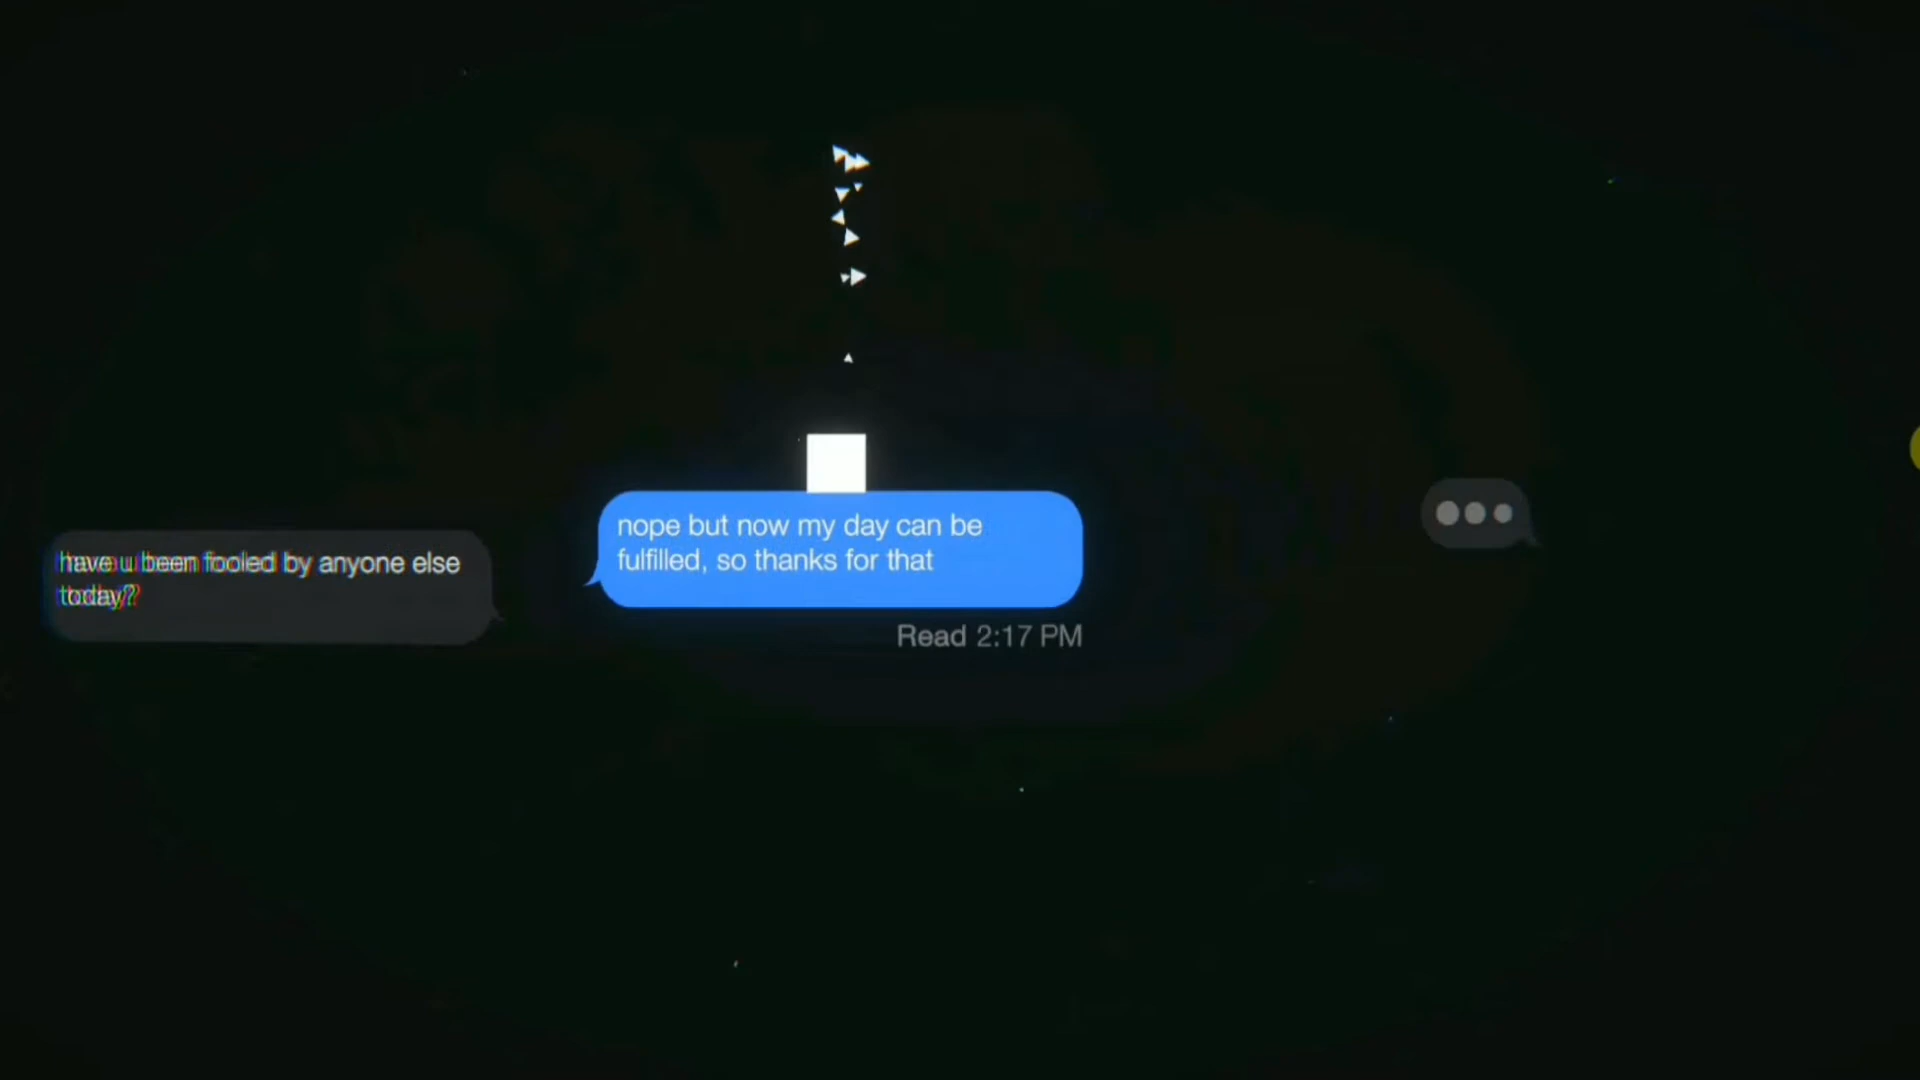 have u been fooled by anyone else
today?
nope but now my day can be
fulfilled, so thanks for that
Read 2:17 PM